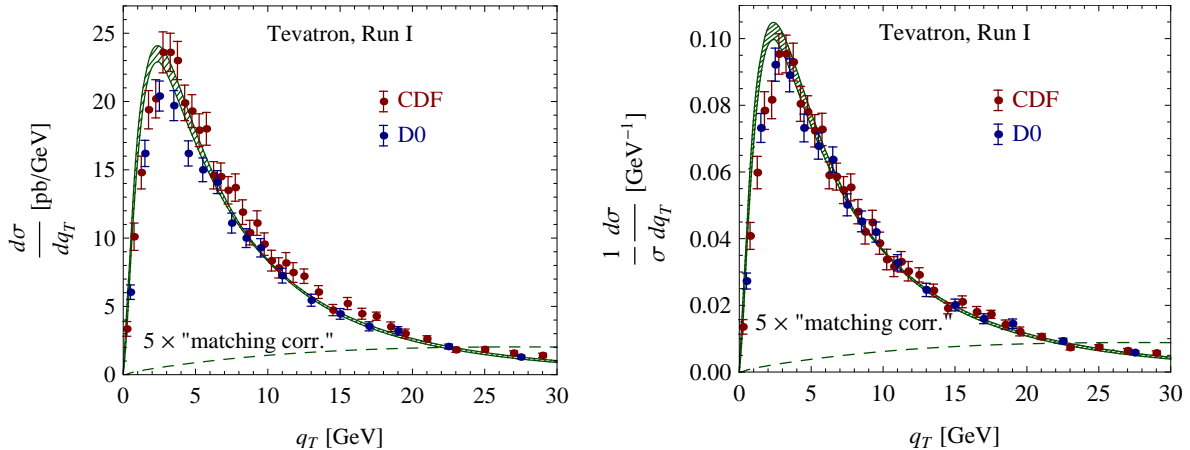 Tevatron, Run I
CDF
D0
5 × "matching corr."
dσ
dq_T
[pb/GeV]
25
20
15
10
5
0
0 5 10 15 20 25 30
q_T [GeV]
Tevatron, Run I
CDF
D0
5 × "matching corr."
1 dσ
σ dq_T
[GeV⁻¹]
0.10
0.08
0.06
0.04
0.02
0.00
0 5 10 15 20 25 30
q_T [GeV]